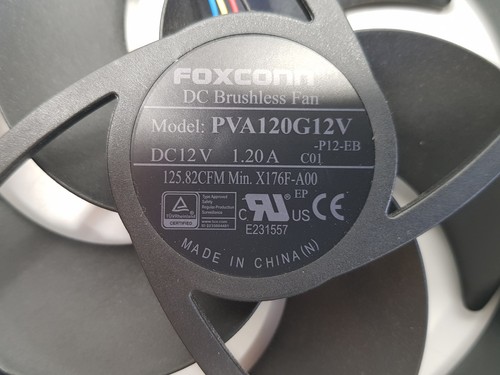 FOXCONN
DC Brushless Fan
Model: PVA120G12V
-P12-EB
DC12V 1.20A C01
125.82CFM Min. X176F-A00
EP
C UL US CE
E231557
MADE IN CHINA(N)